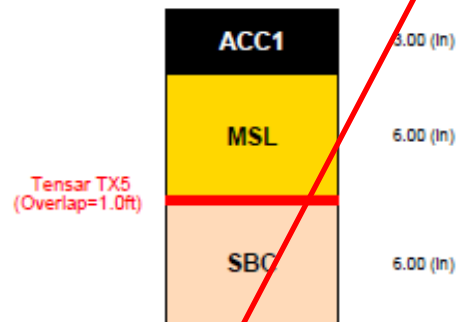 ACC1
3.00 (in)
MSL
6.00 (in)
Tensar TX5
(Overlap=1.0ft)
SBC
6.00 (in)